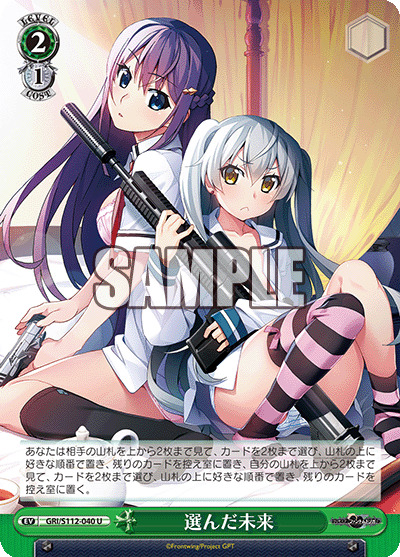 LEVEL
2
1
COST
SAMPLE
あなたは相手の山札を上から2枚まで見て、カードを2枚まで選び、山札の上に
好きな順番で置き、残りのカードを控え室に置き、自分の山札を上から2枚
まで見て、カードを2枚まで選び、山札の上に好きな順番で置き、残りのカードを
控え室に置く。
EV
GRI/S112-040 U
選んだ未来
©Frontwing/Project GPT